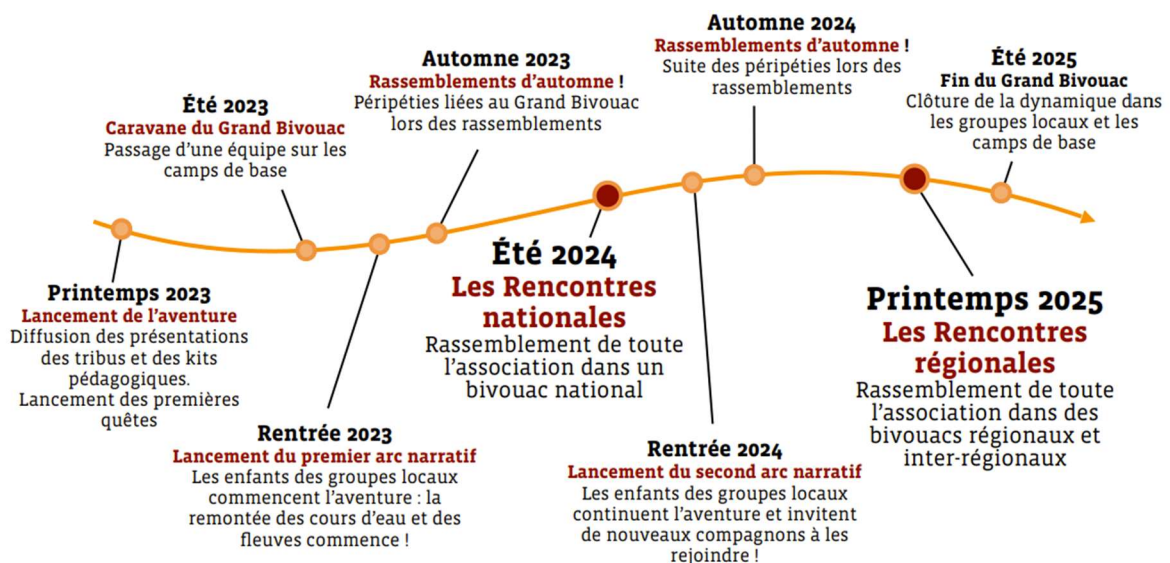 Printemps 2023
Lancement de l'aventure
Diffusion des présentations
des tribus et des kits
pédagogiques.
Lancement des premières
quêtes
Été 2023
Caravane du Grand Bivouac
Passage d'une équipe sur les
camps de base
Rentrée 2023
Lancement du premier arc narratif
Les enfants des groupes locaux
commencent l'aventure : la
remontée des cours d'eau et des
fleuves commence !
Automne 2023
Rassemblements d'automne !
Péripéties liées au Grand Bivouac
lors des rassemblements
Été 2024
Les Rencontres
nationales
Rassemblement de toute
l'association dans un
bivouac national
Rentrée 2024
Lancement du second arc narratif
Les enfants des groupes locaux
continuent l'aventure et invitent
de nouveaux compagnons à les
rejoindre !
Automne 2024
Rassemblements d'automne !
Suite des péripéties lors des
rassemblements
Printemps 2025
Les Rencontres
régionales
Rassemblement de toute
l'association dans des
bivouacs régionaux et
inter-régionaux
Été 2025
Fin du Grand Bivouac
Clôture de la dynamique dans
les groupes locaux et les
camps de base